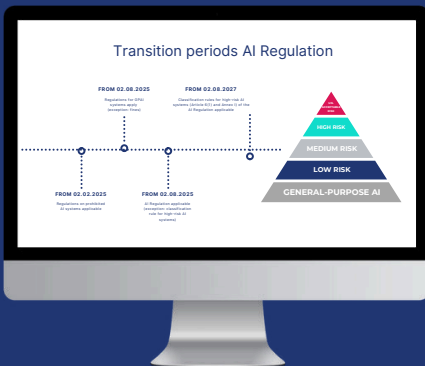 Transition periods AI Regulation
FROM 02.08.2025
Regulations for GPAI
systems apply
(exception: fines)
FROM 02.08.2027
Classification rules for high-risk AI
systems (Article 6(1) and Annex II of the
AI Regulation applicable
FROM 02.02.2025
Regulations on prohibited
AI systems applicable
FROM 02.08.2025
AI Regulation applicable
(exception: classification
rule for high-risk AI
systems)
RISK
HIGH RISK
MEDIUM RISK
LOW RISK
GENERAL-PURPOSE AI